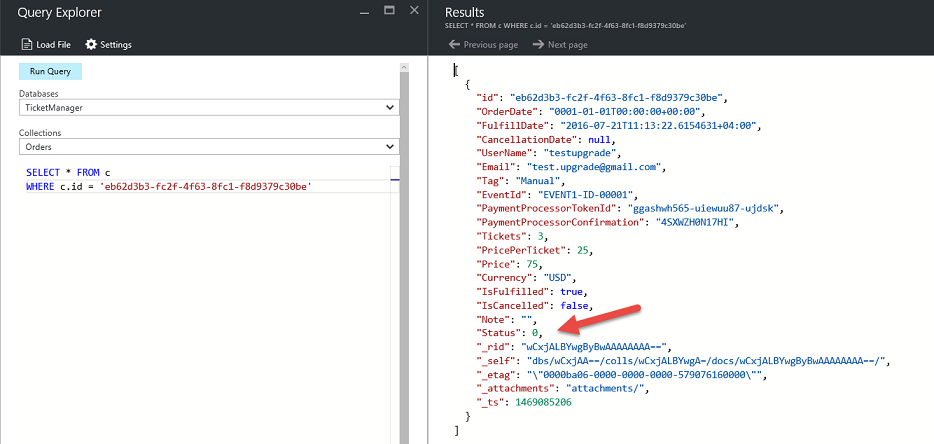 Query Explorer
Load File Settings
Run Query
Databases
TicketManager
Collections
Orders
SELECT * FROM c
WHERE c.id = 'eb62d3b3-fc2f-4f63-8fc1-f8d9379c30be'
Results
SELECT * FROM c WHERE c.id = 'eb62d3b3-fc2f-4f63-8fc1-f8d9379c30be'
Previous page Next page
[
{
"id": "eb62d3b3-fc2f-4f63-8fc1-f8d9379c30be",
"OrderDate": "0001-01-01T00:00:00+00:00",
"FulfillDate": "2016-07-21T11:13:22.6154631+04:00",
"CancellationDate": null,
"UserName": "testupgrade",
"Email": "test.upgrade@gmail.com",
"Tag": "Manual",
"EventId": "EVENT1-ID-00001",
"PaymentProcessorTokenId": "ggashwh565-uiewuu87-ujdsk",
"PaymentProcessorConfirmation": "4SXWZH0N17HI",
"Tickets": 3,
"PricePerTicket": 25,
"Price": 75,
"Currency": "USD",
"IsFulfilled": true,
"IsCancelled": false,
"Note": "",
"Status": 0,
"_rid": "wCxjALBYwgByBwAAAAAAAA==",
"_self": "dbs/wCxjAA==/colls/wCxjALBYwgA=/docs/wCxjALBYwgByBwAAAAAAAA==/",
"_etag": "\"0000ba06-0000-0000-0000-579076160000\"",
"_attachments": "attachments/",
"_ts": 1469085206
}
]